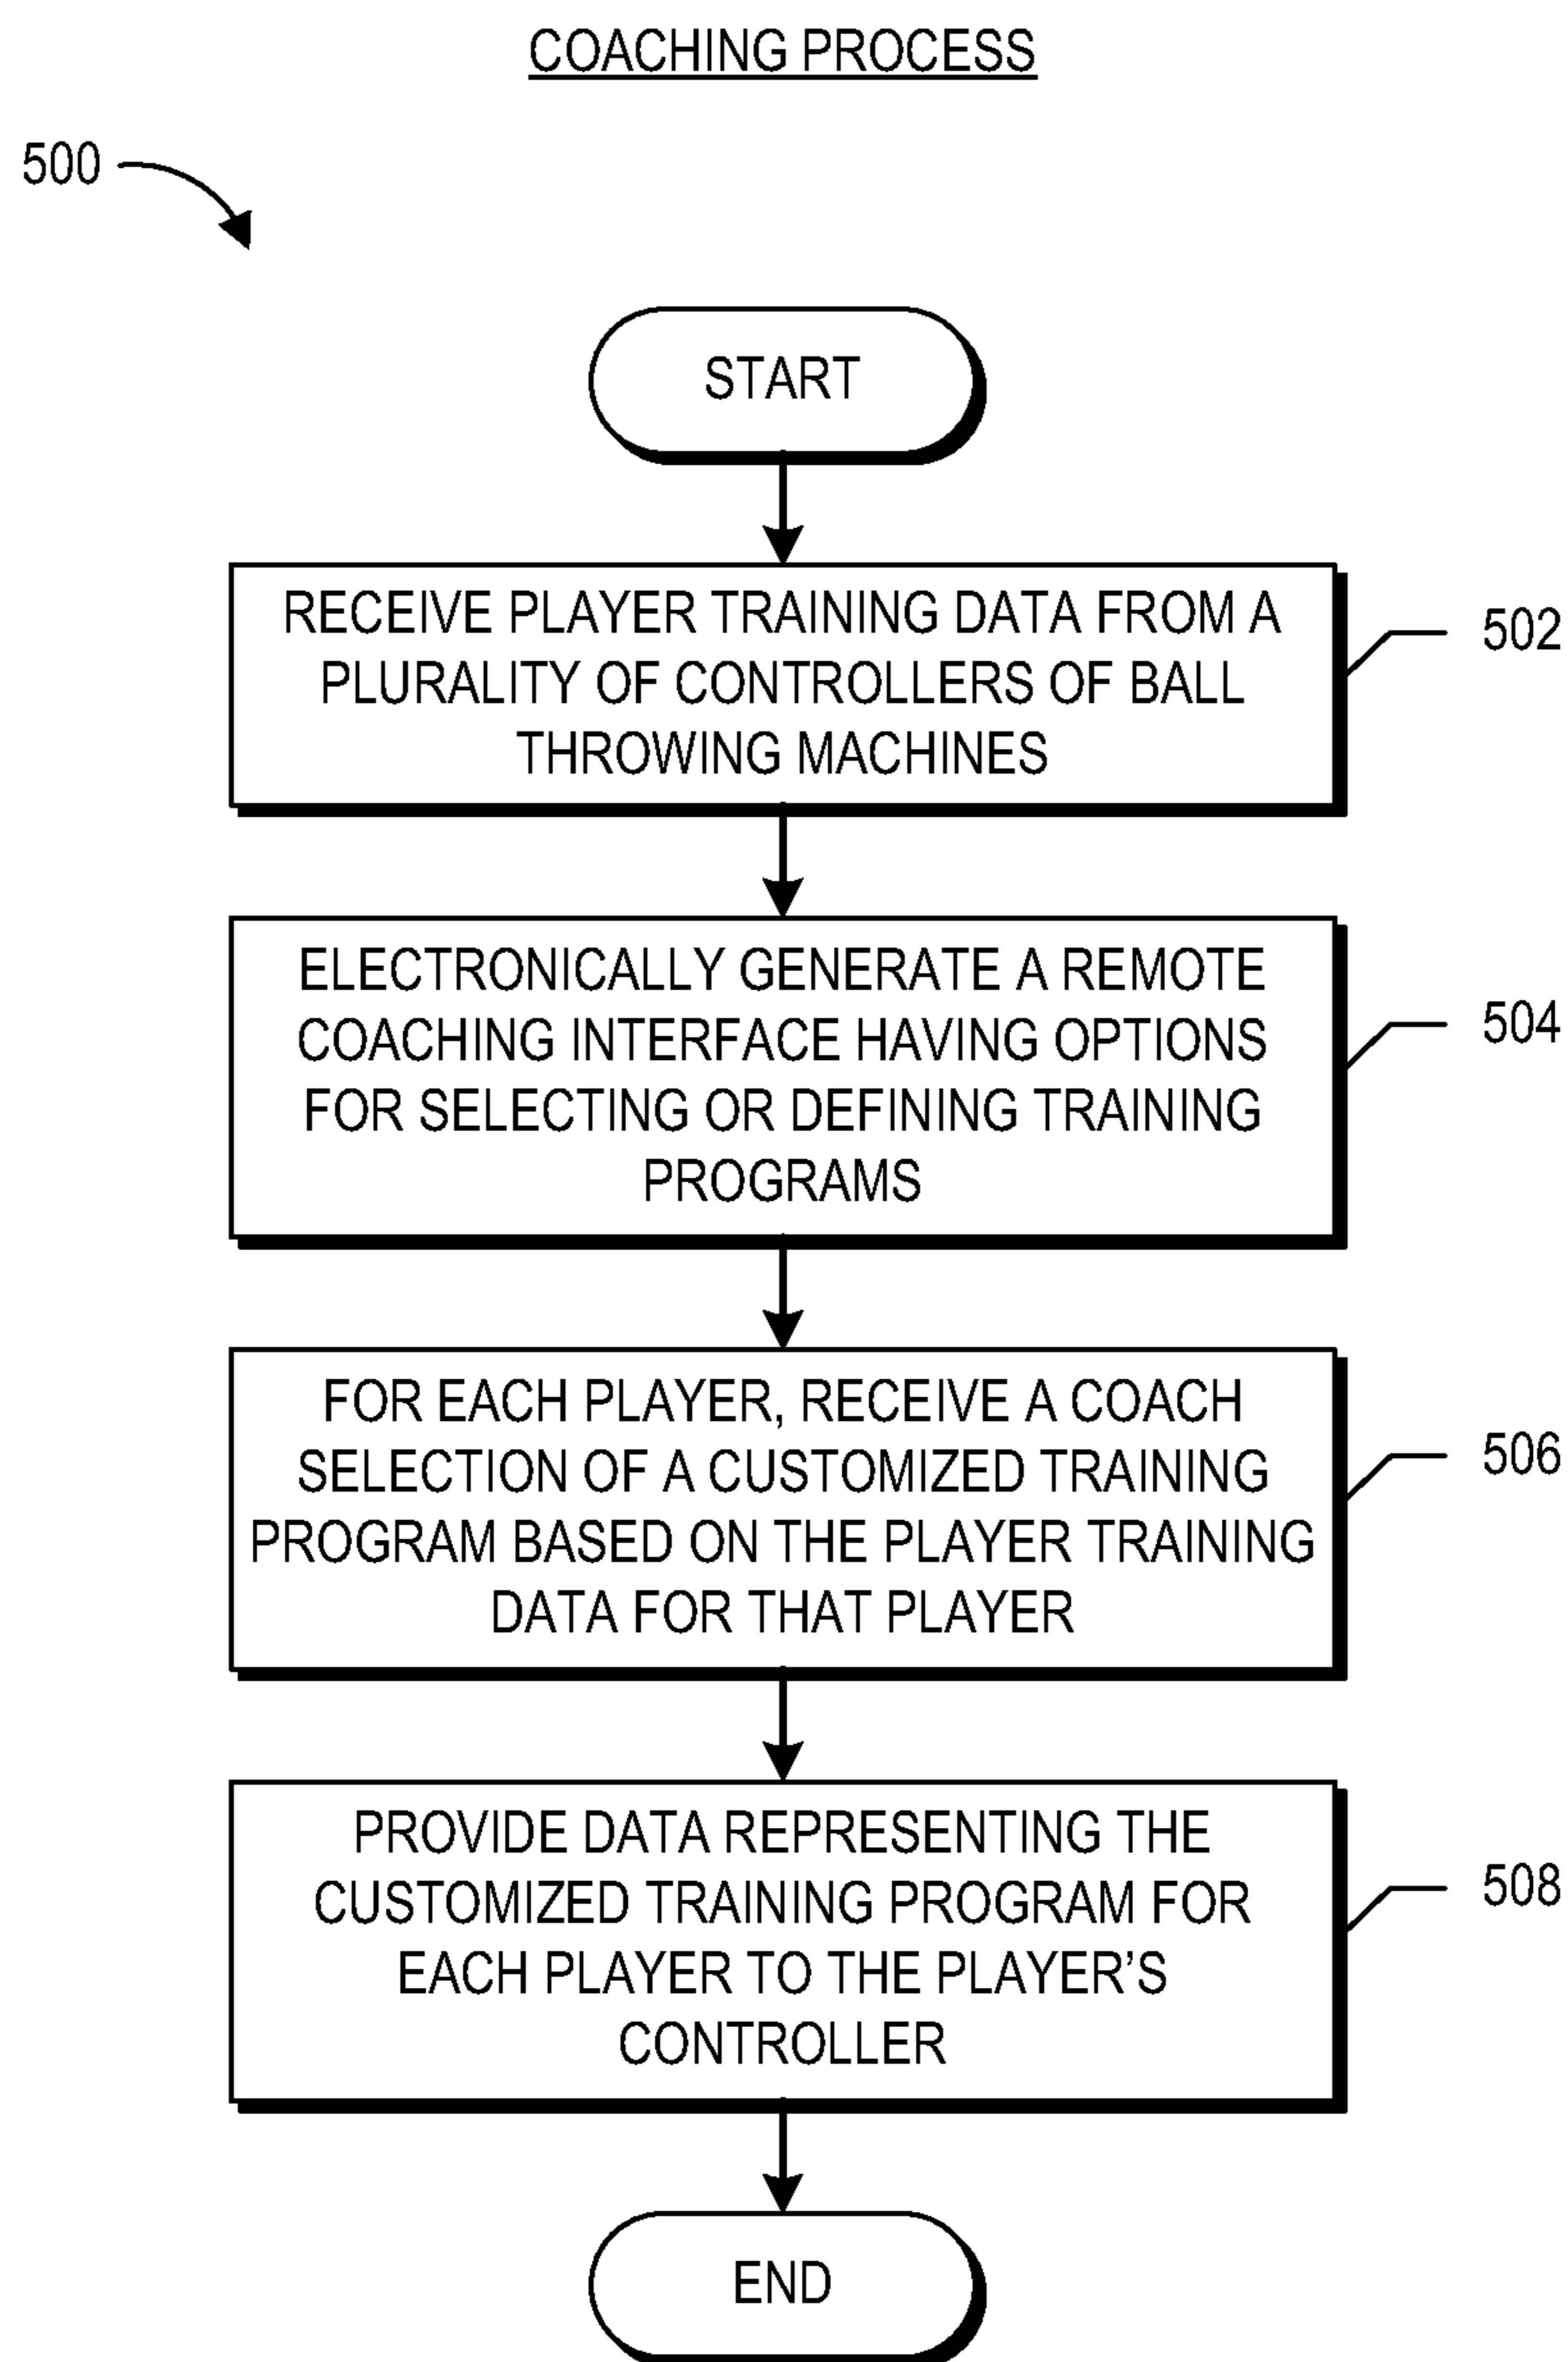 COACHING PROCESS
500
START
RECEIVE PLAYER TRAINING DATA FROM A
PLURALITY OF CONTROLLERS OF BALL
THROWING MACHINES
502
ELECTRONICALLY GENERATE A REMOTE
COACHING INTERFACE HAVING OPTIONS
FOR SELECTING OR DEFINING TRAINING
PROGRAMS
504
FOR EACH PLAYER, RECEIVE A COACH
SELECTION OF A CUSTOMIZED TRAINING
PROGRAM BASED ON THE PLAYER TRAINING
DATA FOR THAT PLAYER
506
PROVIDE DATA REPRESENTING THE
CUSTOMIZED TRAINING PROGRAM FOR
EACH PLAYER TO THE PLAYER’S
CONTROLLER
508
END